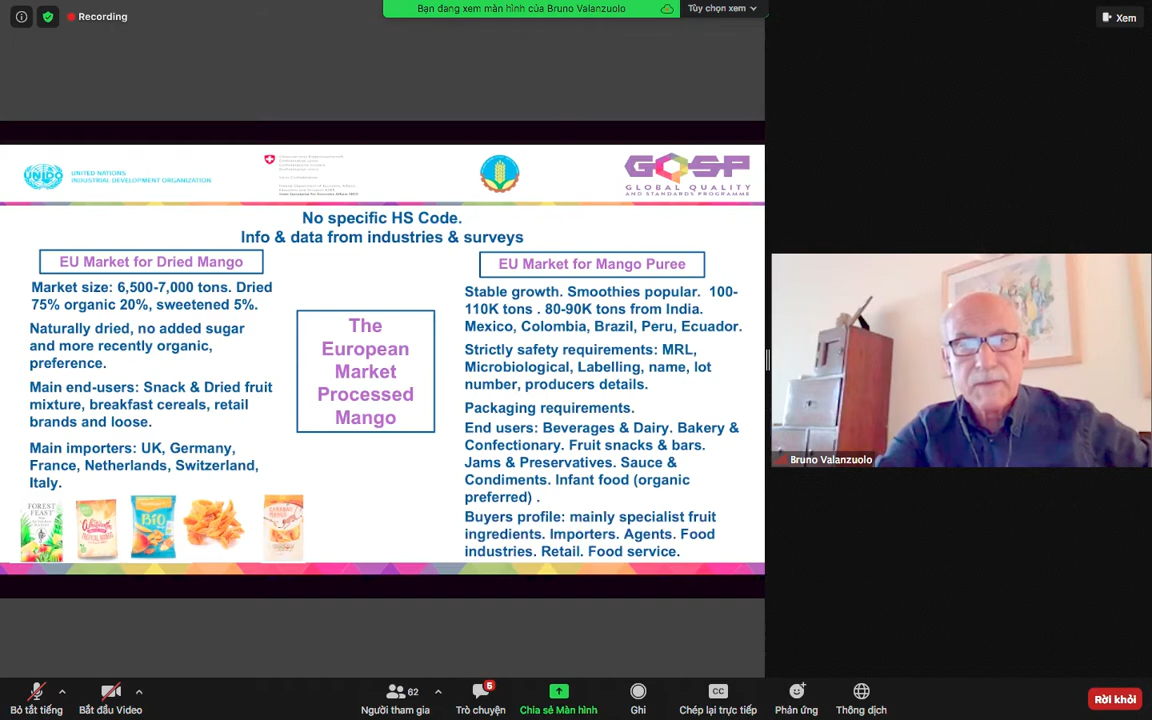 Recording
Bạn đang xem màn hình của Bruno Valanzuolo
Tùy chọn xem
Xem
UNIDO
UNITED NATIONS
INDUSTRIAL DEVELOPMENT ORGANIZATION
GQSP
GLOBAL QUALITY
AND STANDARDS PROGRAMME
No specific HS Code.
Info & data from industries & surveys
EU Market for Dried Mango
Market size: 6,500-7,000 tons. Dried
75% organic 20%, sweetened 5%.
Naturally dried, no added sugar
and more recently organic,
preference.
Main end-users: Snack & Dried fruit
mixture, breakfast cereals, retail
brands and loose.
Main importers: UK, Germany,
France, Netherlands, Switzerland,
Italy.
FOREST
FEAST
BiO
The
European
Market
Processed
Mango
EU Market for Mango Puree
Stable growth. Smoothies popular. 100-
110K tons . 80-90K tons from India.
Mexico, Colombia, Brazil, Peru, Ecuador.
Strictly safety requirements: MRL,
Microbiological, Labelling, name, lot
number, producers details.
Packaging requirements.
End users: Beverages & Dairy. Bakery &
Confectionary. Fruit snacks & bars.
Jams & Preservatives. Sauce &
Condiments. Infant food (organic
preferred) .
Buyers profile: mainly specialist fruit
ingredients. Importers. Agents. Food
industries. Retail. Food service.
Bruno Valanzuolo
Bỏ tắt tiếng
Bắt đầu Video
62
Người tham gia
5
Trò chuyện
Chia sẻ Màn hình
Ghi
CC
Chép lại trực tiếp
Phản ứng
Thông dịch
Rời khỏi